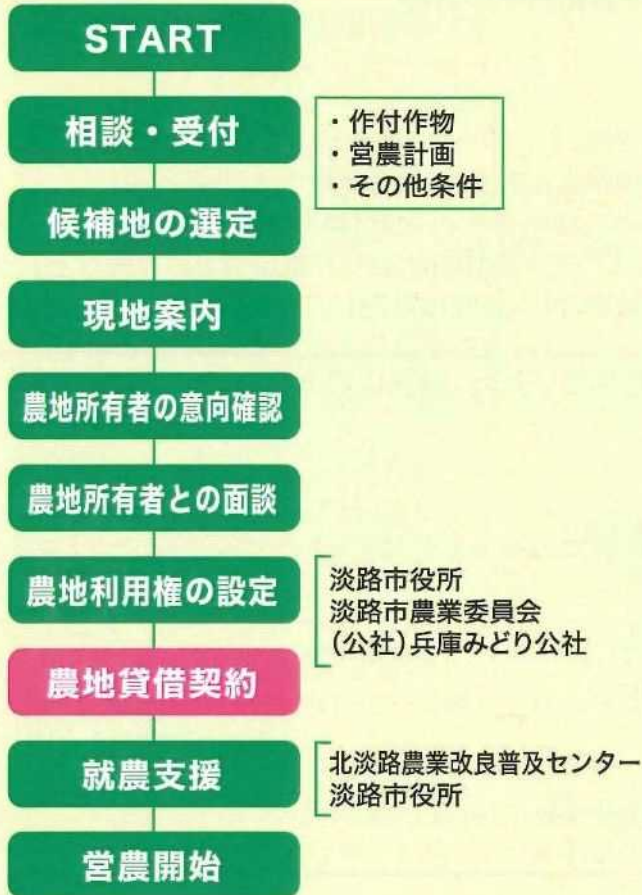 START
相談・受付
・作付作物
・営農計画
・その他条件
候補地の選定
現地案内
農地所有者の意向確認
農地所有者との面談
農地利用権の設定
淡路市役所
淡路市農業委員会
(公社)兵庫みどり公社
農地貸借契約
就農支援
北淡路農業改良普及センター
淡路市役所
営農開始